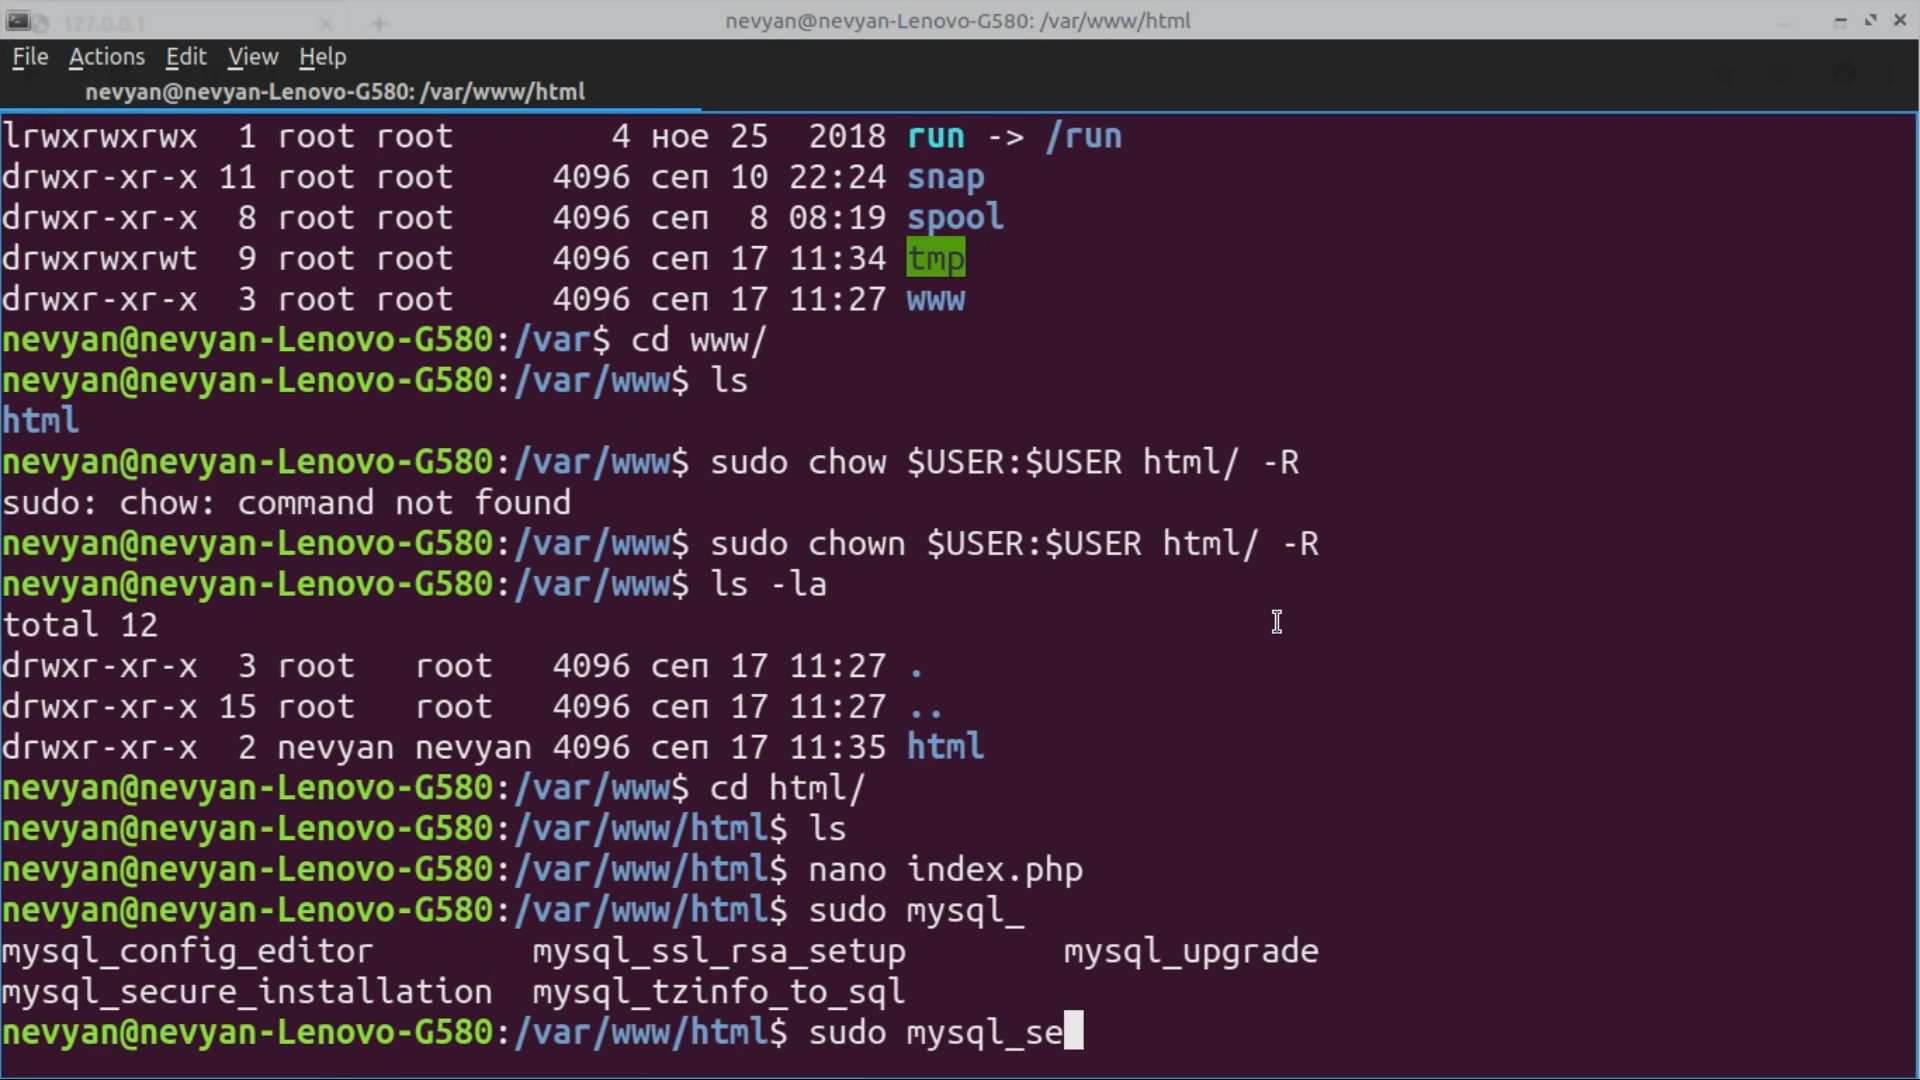 127.0.0.1
nevyan@nevyan-Lenovo-G580: /var/www/html
File Actions Edit View Help
nevyan@nevyan-Lenovo-G580: /var/www/html
lrwxrwxrwx  1 root root        4 ное 25  2018 run -> /run
drwxr-xr-x 11 root root     4096 сеп 10 22:24 snap
drwxr-xr-x  8 root root     4096 сеп  8 08:19 spool
drwxrwxrwt  9 root root     4096 сеп 17 11:34 tmp
drwxr-xr-x  3 root root     4096 сеп 17 11:27 www
nevyan@nevyan-Lenovo-G580:/var$ cd www/
nevyan@nevyan-Lenovo-G580:/var/www$ ls
html
nevyan@nevyan-Lenovo-G580:/var/www$ sudo chow $USER:$USER html/ -R
sudo: chow: command not found
nevyan@nevyan-Lenovo-G580:/var/www$ sudo chown $USER:$USER html/ -R
nevyan@nevyan-Lenovo-G580:/var/www$ ls -la
total 12
drwxr-xr-x  3 root   root   4096 сеп 17 11:27 .
drwxr-xr-x 15 root   root   4096 сеп 17 11:27 ..
drwxr-xr-x  2 nevyan nevyan 4096 сеп 17 11:35 html
nevyan@nevyan-Lenovo-G580:/var/www$ cd html/
nevyan@nevyan-Lenovo-G580:/var/www/html$ ls
nevyan@nevyan-Lenovo-G580:/var/www/html$ nano index.php
nevyan@nevyan-Lenovo-G580:/var/www/html$ sudo mysql_
mysql_config_editor        mysql_ssl_rsa_setup        mysql_upgrade
mysql_secure_installation  mysql_tzinfo_to_sql
nevyan@nevyan-Lenovo-G580:/var/www/html$ sudo mysql_se